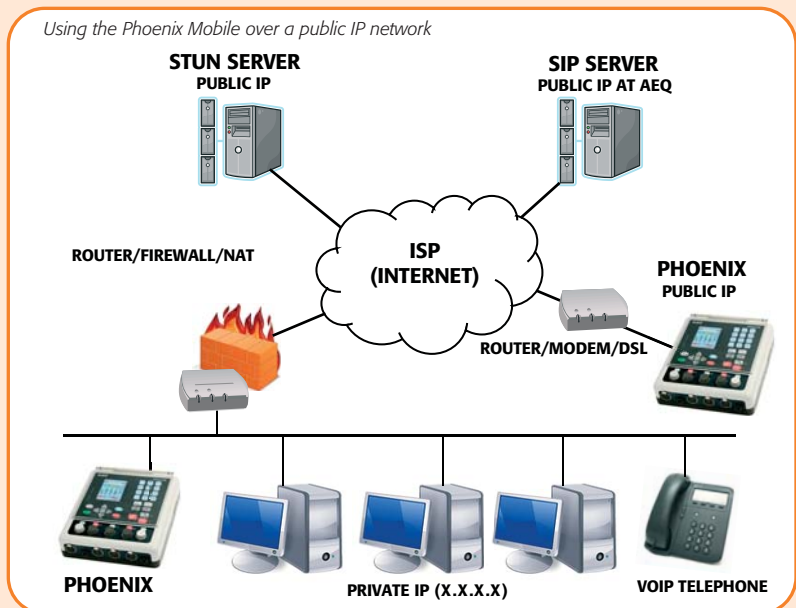 Using the Phoenix Mobile over a public IP network
STUN SERVER
PUBLIC IP
SIP SERVER
PUBLIC IP AT AEQ
ROUTER/FIREWALL/NAT
ISP
(INTERNET)
PHOENIX
PUBLIC IP
ROUTER/MODEM/DSL
PHOENIX
PRIVATE IP (X.X.X.X)
VOIP TELEPHONE